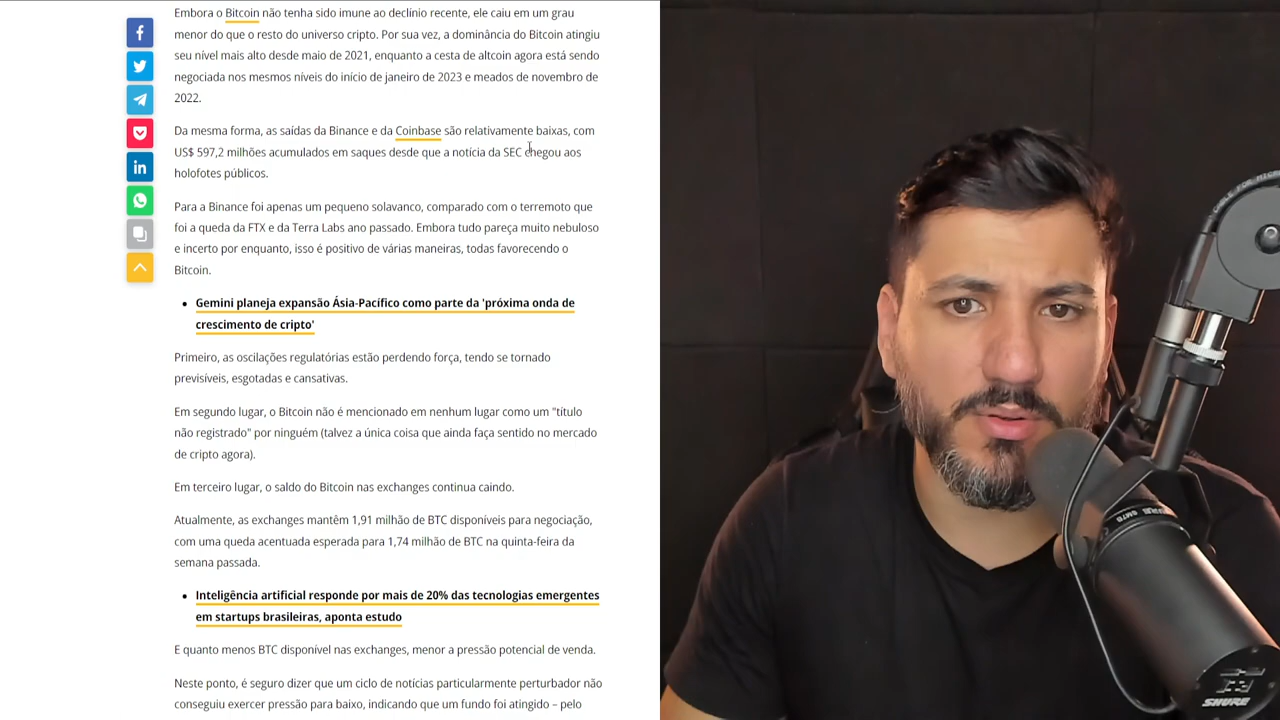 Embora o Bitcoin não tenha sido imune ao declínio recente, ele caiu em um grau
menor do que o resto do universo cripto. Por sua vez, a dominância do Bitcoin atingiu
seu nível mais alto desde maio de 2021, enquanto a cesta de altcoin agora está sendo
negociada nos mesmos níveis do início de janeiro de 2023 e meados de novembro de
2022.
Da mesma forma, as saídas da Binance e da Coinbase são relativamente baixas, com
US$ 597,2 milhões acumulados em saques desde que a notícia da SEC chegou aos
holofotes públicos.
Para a Binance foi apenas um pequeno solavanco, comparado com o terremoto que
foi a queda da FTX e da Terra Labs ano passado. Embora tudo pareça muito nebuloso
e incerto por enquanto, isso é positivo de várias maneiras, todas favorecendo o
Bitcoin.
Gemini planeja expansão Ásia-Pacífico como parte da 'próxima onda de
crescimento de cripto'
Primeiro, as oscilações regulatórias estão perdendo força, tendo se tornado
previsíveis, esgotadas e cansativas.
Em segundo lugar, o Bitcoin não é mencionado em nenhum lugar como um "título
não registrado" por ninguém (talvez a única coisa que ainda faça sentido no mercado
de cripto agora).
Em terceiro lugar, o saldo do Bitcoin nas exchanges continua caindo.
Atualmente, as exchanges mantêm 1,91 milhão de BTC disponíveis para negociação,
com uma queda acentuada esperada para 1,74 milhão de BTC na quinta-feira da
semana passada.
Inteligência artificial responde por mais de 20% das tecnologias emergentes
em startups brasileiras, aponta estudo
E quanto menos BTC disponível nas exchanges, menor a pressão potencial de venda.
Neste ponto, é seguro dizer que um ciclo de notícias particularmente perturbador não
conseguiu exercer pressão para baixo, indicando que um fundo foi atingido – pelo
SHURE